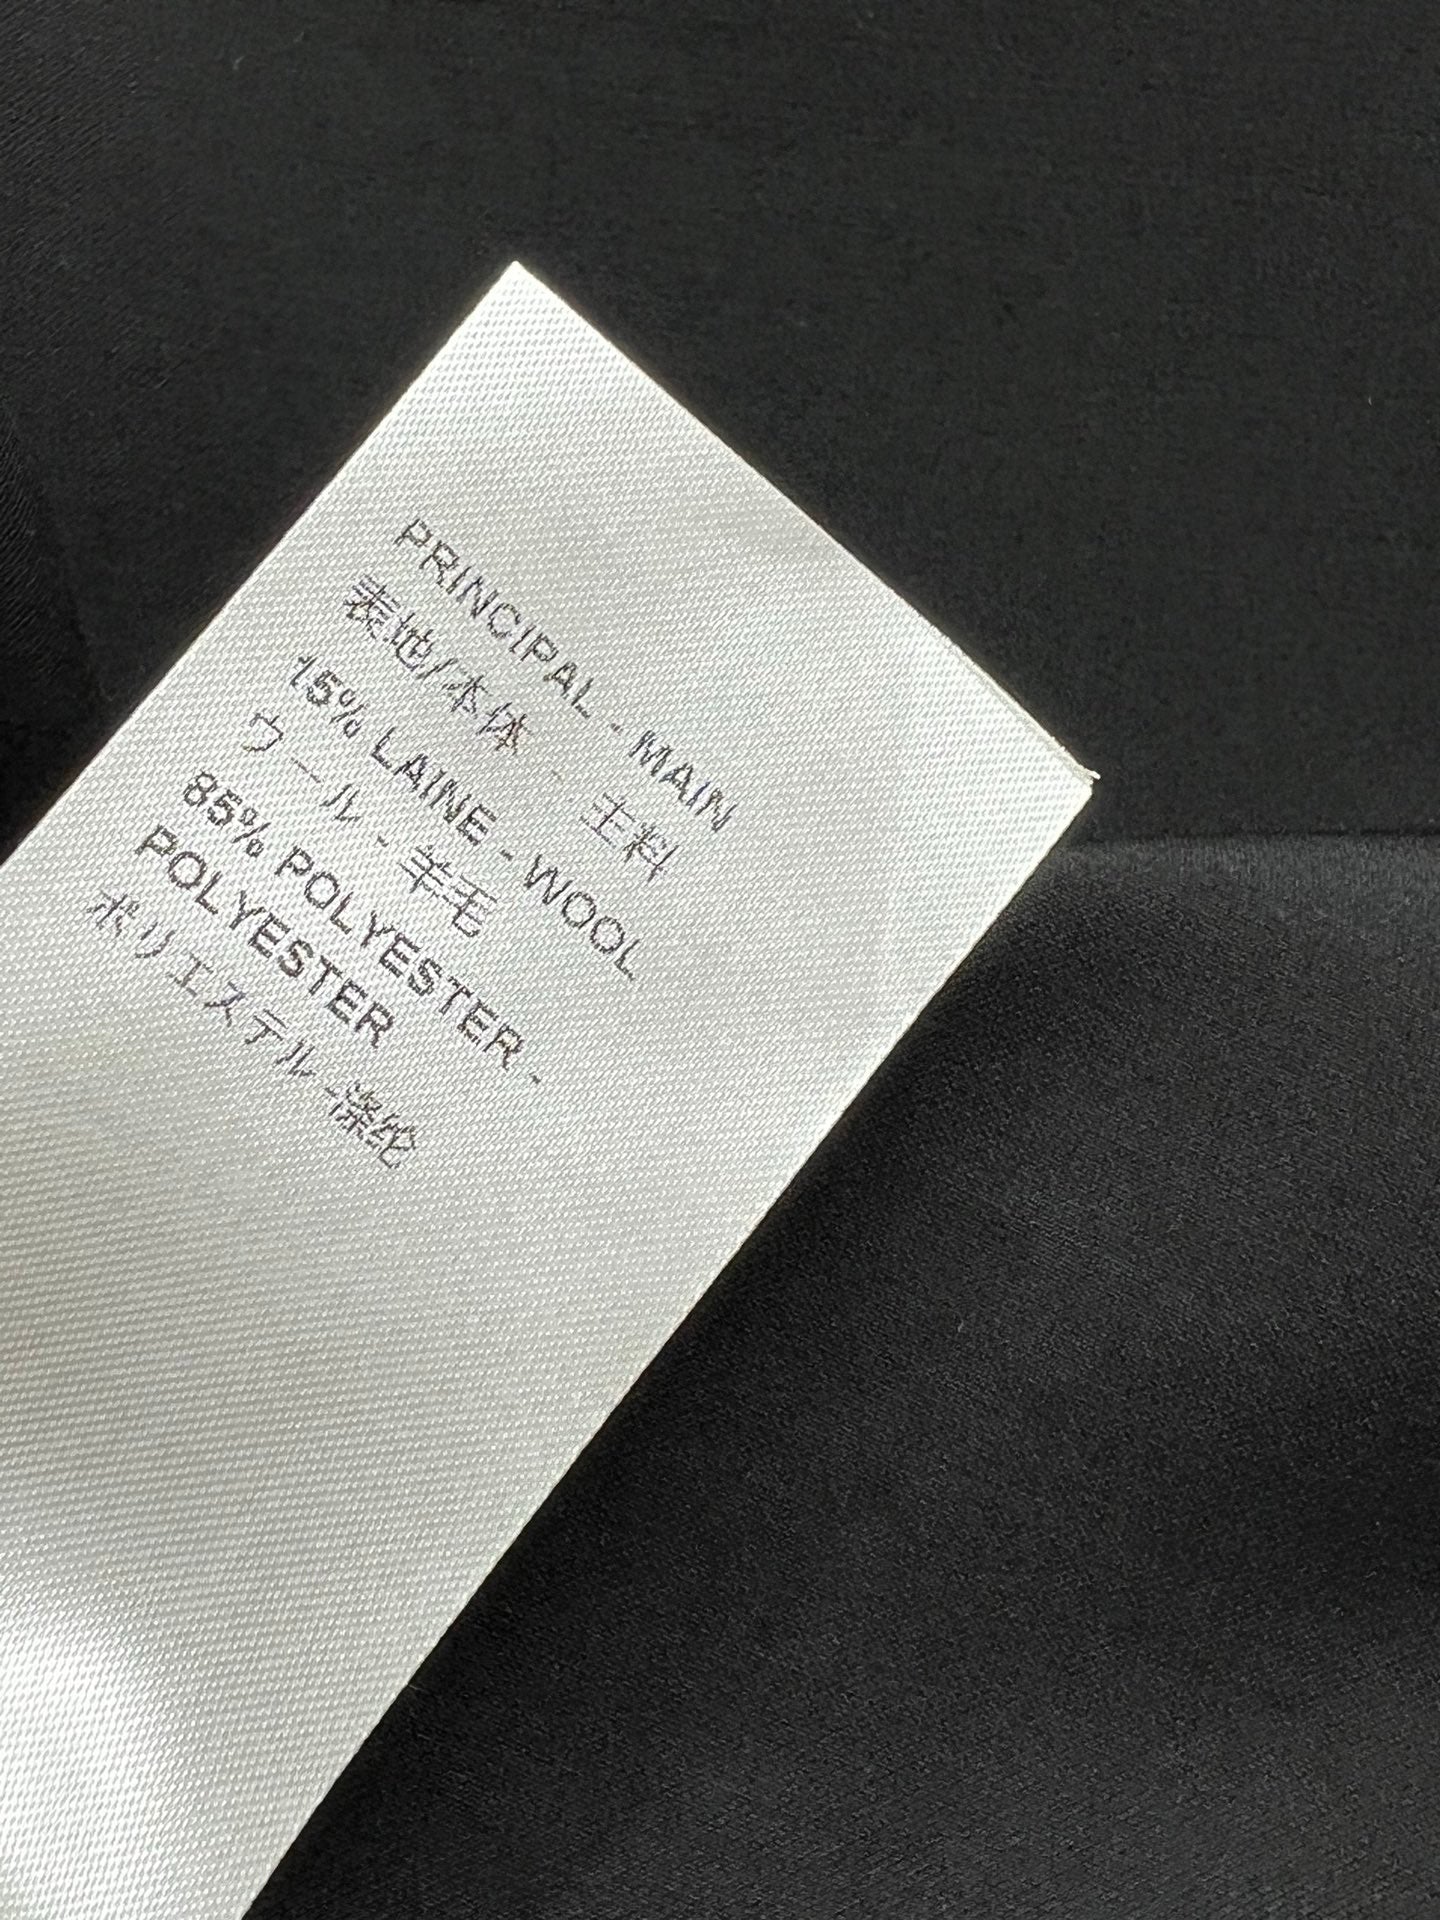 PRINCIPAL - MAIN
表地/本体 - 主料
15% LAINE - WOOL
ウール - 羊毛
85% POLYESTER -
POLYESTER
ポリエステル -涤纶